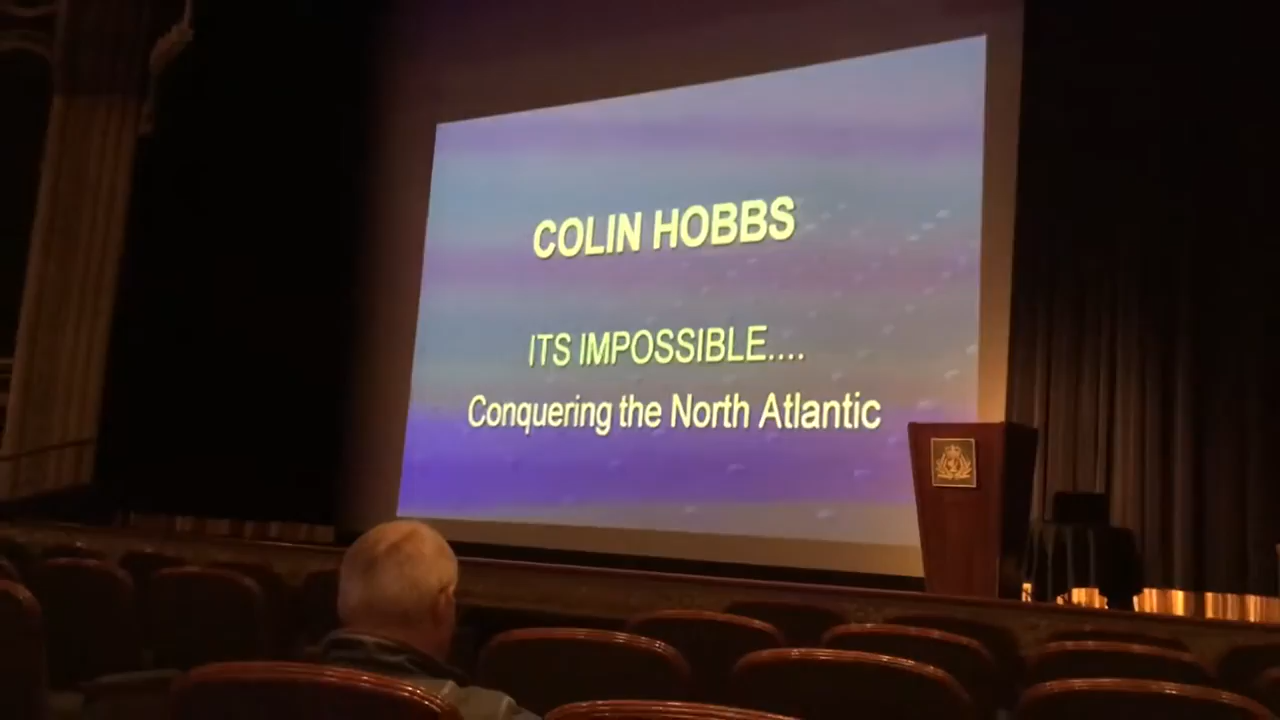 COLIN HOBBS
ITS IMPOSSIBLE....
Conquering the North Atlantic